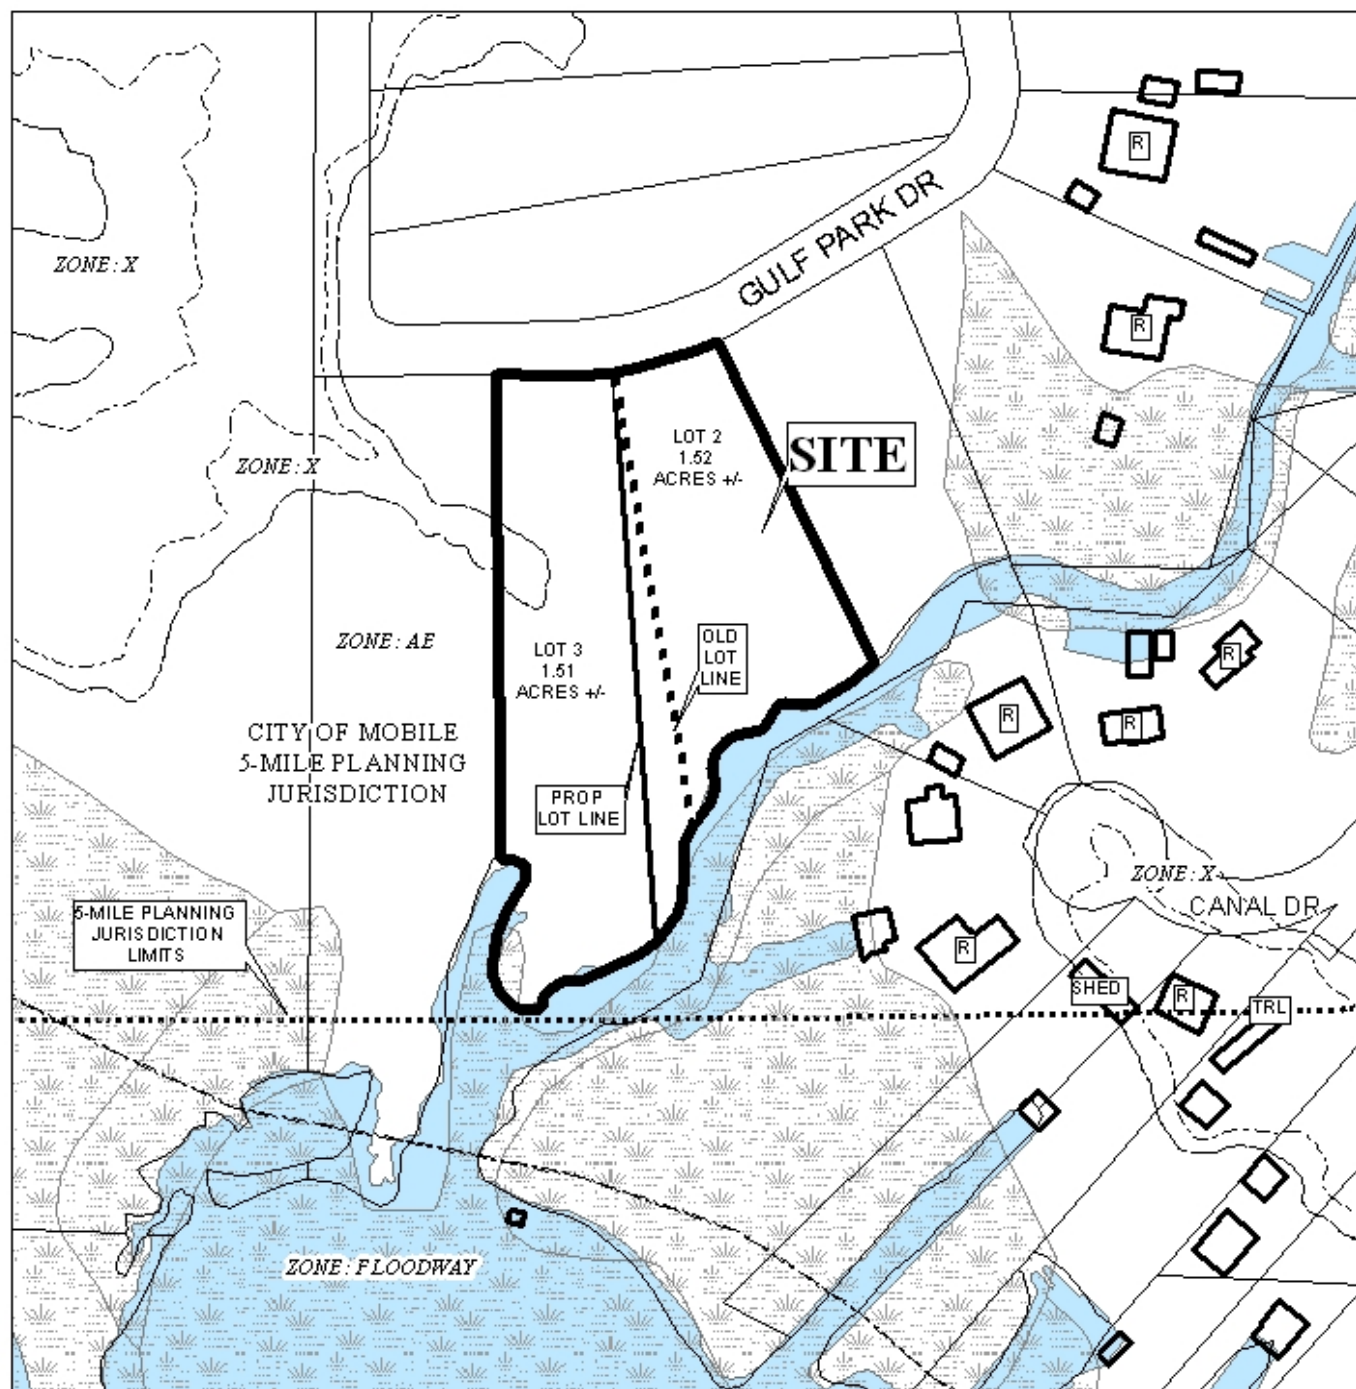 R
ZONE : X
GULF PARK DR
R
ZONE : X
LOT 2
1.52
ACRES +/-
SITE
ZONE : AE
LOT 3
1.51
ACRES +/-
OLD
LOT
LINE
R
R
R
CITY OF MOBILE
5-MILE PLANNING
JURISDICTION
PROP
LOT LINE
ZONE : X
CANAL DR
5-MILE PLANNING
JURISDICTION
LIMITS
R
SHED
R
TRL
ZONE : FLOODWAY